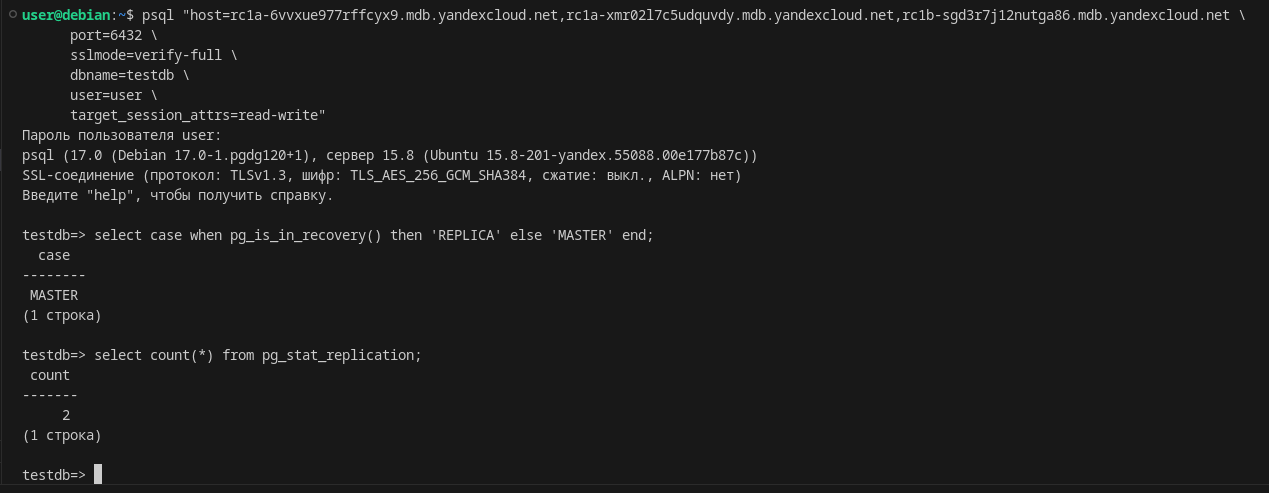 user@debian:~$ psql "host=rc1a-6vvxue977rffcyx9.mdb.yandexcloud.net,rc1a-xmr02l7c5udquvdy.mdb.yandexcloud.net,rc1b-sgd3r7j12nutga86.mdb.yandexcloud.net \
port=6432 \
sslmode=verify-full \
dbname=testdb \
user=user \
target_session_attrs=read-write"
Пароль пользователя user:
psql (17.0 (Debian 17.0-1.pgdg120+1), сервер 15.8 (Ubuntu 15.8-201-yandex.55088.00e177b87c))
SSL-соединение (протокол: TLSv1.3, шифр: TLS_AES_256_GCM_SHA384, сжатие: выкл., ALPN: нет)
Введите "help", чтобы получить справку.
testdb=> select case when pg_is_in_recovery() then 'REPLICA' else 'MASTER' end;
case
--------
MASTER
(1 строка)
testdb=> select count(*) from pg_stat_replication;
count
-------
2
(1 строка)
testdb=>